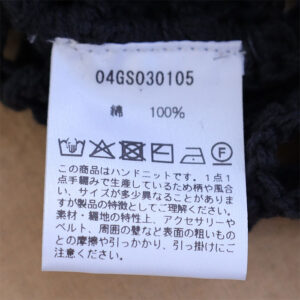 04GS030105
綿 100%
この商品はハンドニットです。1点1
点手編みで生産しているため柄や風合
い、サイズが多少異なることがありま
すが製品の特徴としてご理解ください。
素材・編地の特性上、アクセサリーや
ベルト、周囲の壁など表面の粗いもの
との摩擦や引っかかり、引っ掛けにご
注意ください。